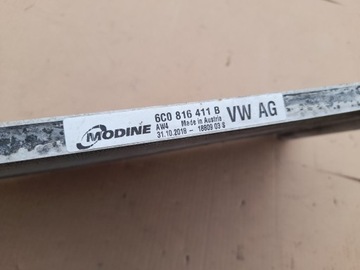 MODINE
6C0 816 411 B
VW AG
AW4 Made in Austria
31.10.2018 - 18809 03 S